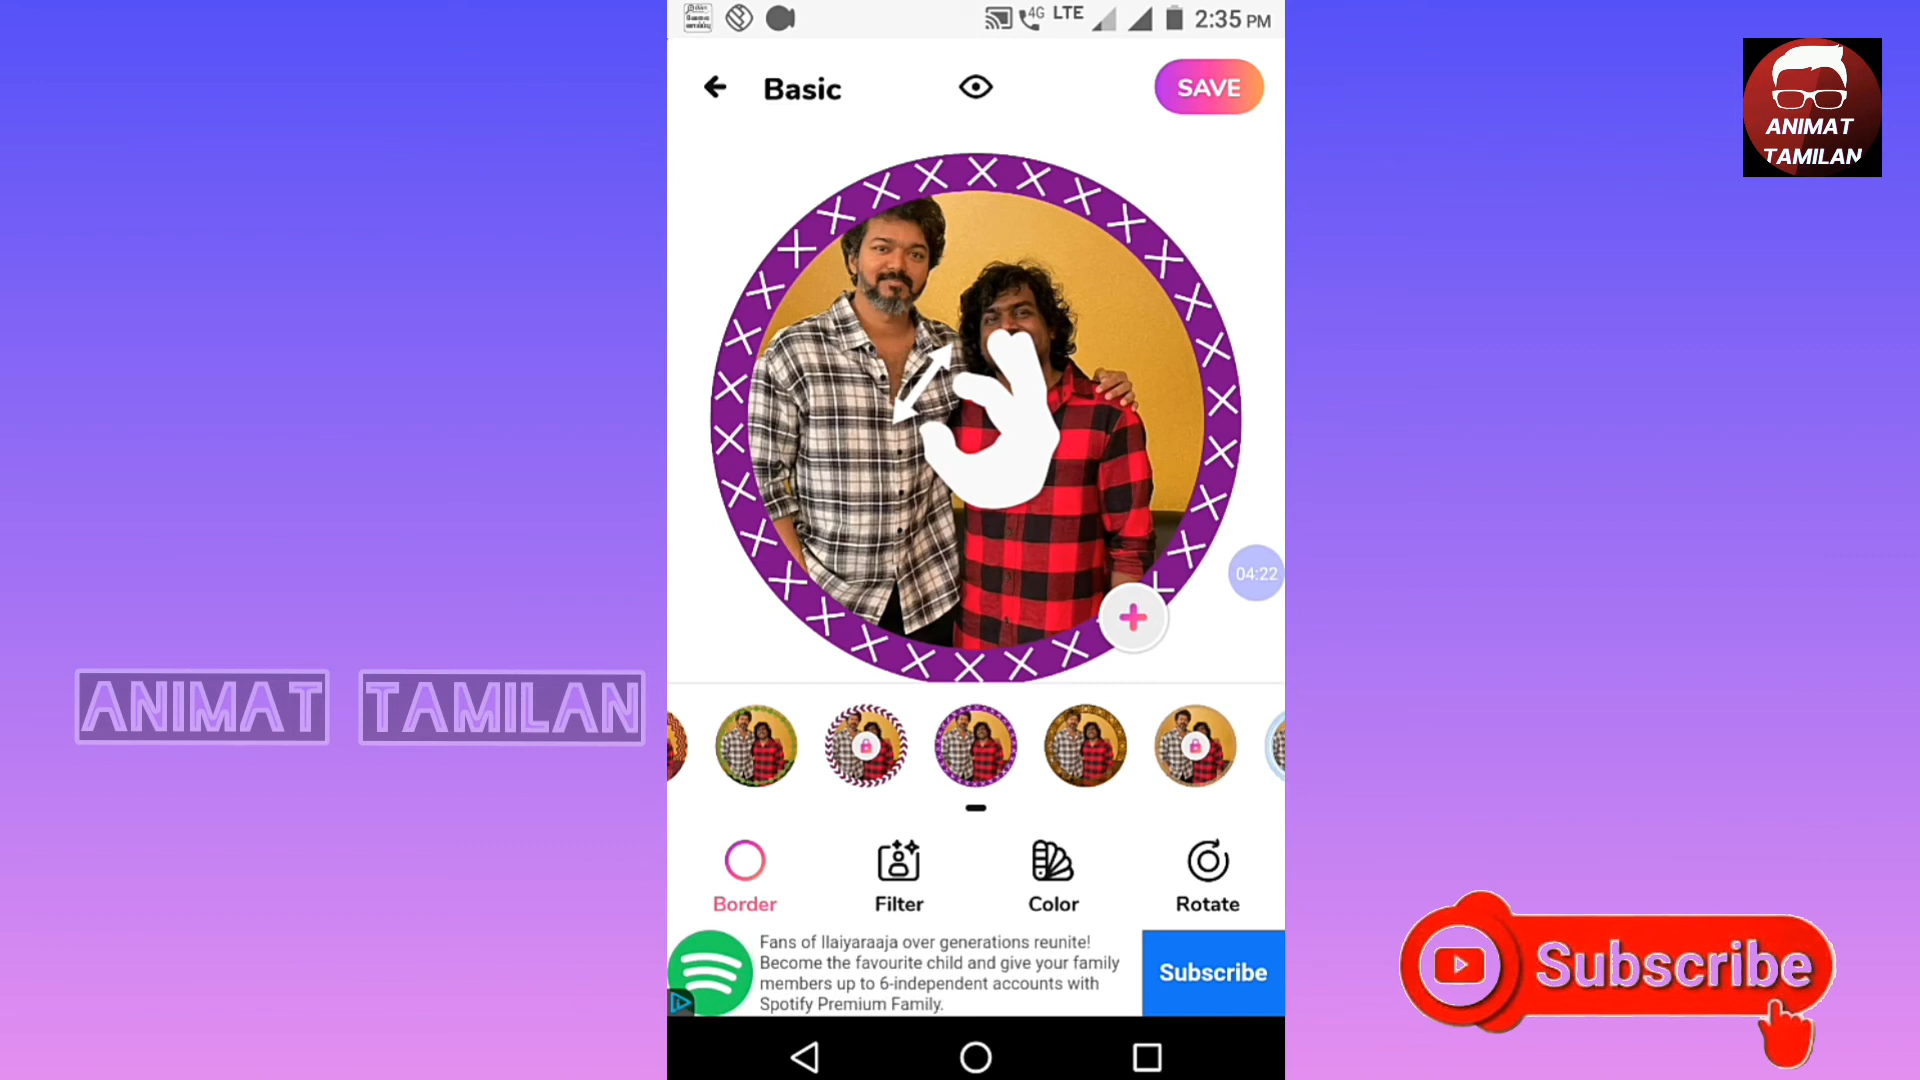 4G LTE 2:35 PM
Basic
SAVE
ANIMAT
TAMILAN
04:22
ANIMAT TAMILAN
Border
Filter
Color
Rotate
Fans of Ilaiyaraaja over generations reunite!
Become the favourite child and give your family
members up to 6-independent accounts with
Spotify Premium Family.
Subscribe
Subscribe